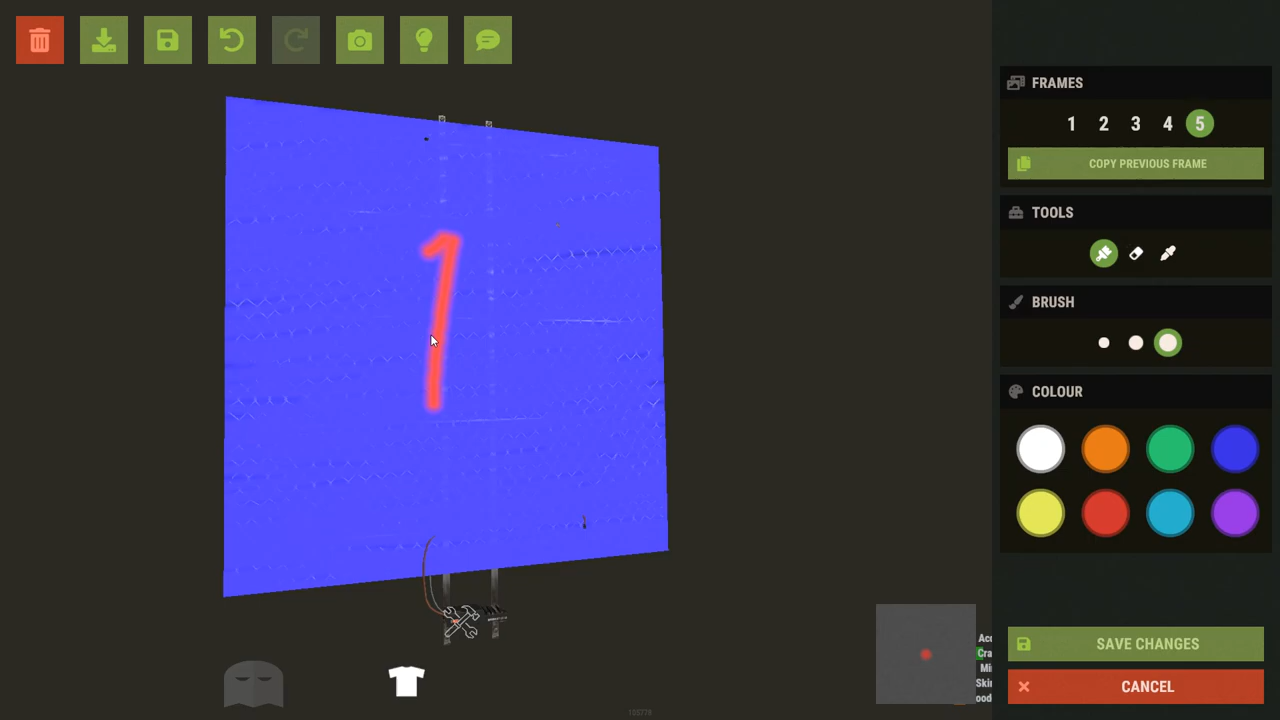 FRAMES
1 2 3 4 5
COPY PREVIOUS FRAME
TOOLS
BRUSH
COLOUR
1
SAVE CHANGES
CANCEL